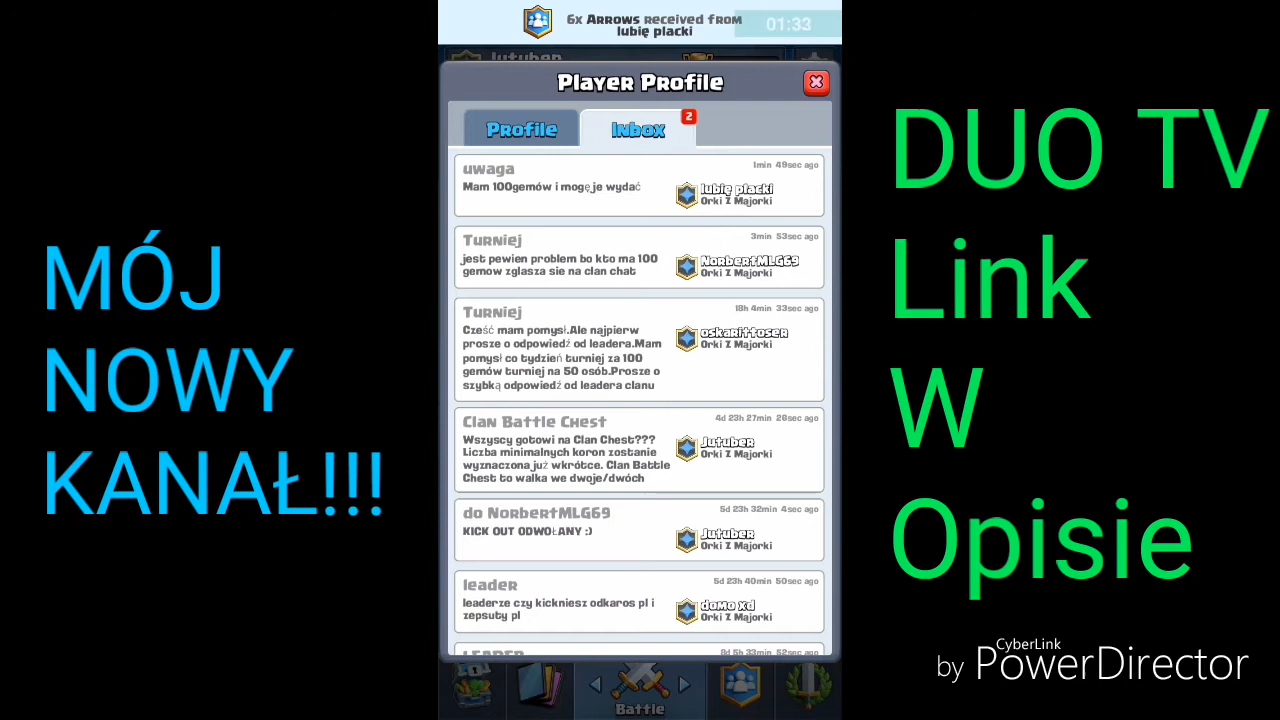 6x Arrows received from
lubię placki
01:33
Jutuber
Player Profile
Profile
Inbox
2
uwaga
1min 49sec ago
Mam 100gemów i mogę je wydać
lubię placki
Orki Z Majorki
Turniej
3min 53sec ago
jest pewien problem bo kto ma 100
gemow zglasza sie na clan chat
NorbertMLG69
Orki Z Majorki
Turniej
18h 4min 33sec ago
Cześć mam pomysł.Ale najpierw
prosze o odpowiedź od leadera.Mam
pomysł co tydzień turniej za 100
gemów turniej na 50 osób.Prosze o
szybką odpowiedź od leadera clanu
oskarittoser
Orki Z Majorki
Clan Battle Chest
4d 23h 27min 26sec ago
Wszyscy gotowi na Clan Chest???
Liczba minimalnych koron zostanie
wyznaczona już wkrótce. Clan Battle
Chest to walka we dwoje/dwóch
Jutuber
Orki Z Majorki
do NorbertMLG69
5d 23h 32min 4sec ago
KICK OUT ODWOŁANY :)
Jutuber
Orki Z Majorki
leader
5d 23h 40min 50sec ago
leaderze czy kickniesz odkaros pl i
zepsuty pl
domo xd
Orki Z Majorki
LEADER
8d 5h 33min 52sec ago
Battle
MÓJ
NOWY
KANAŁ!!!
DUO TV
Link
W
Opisie
CyberLink
by PowerDirector